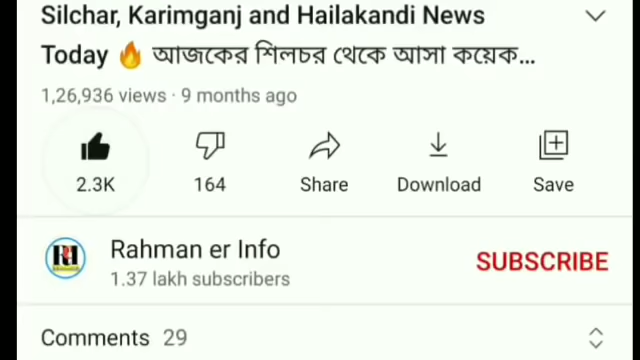 Silchar, Karimganj and Hailakandi News
Today 🔥 আজকের শিলচর থেকে আসা কয়েক...
1,26,936 views · 9 months ago
2.3K 164 Share Download Save
Rahman er Info
SUBSCRIBE
1.37 lakh subscribers
Comments 29